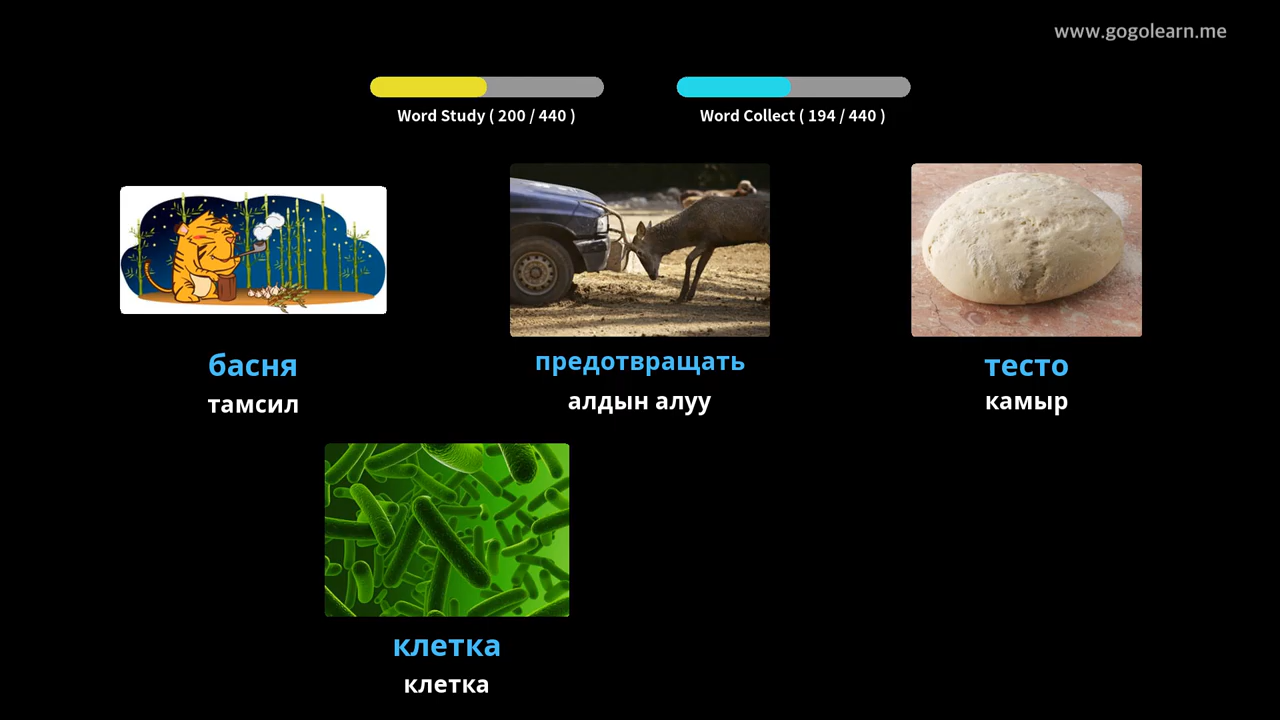 www.gogolearn.me
Word Study ( 200 / 440 )
Word Collect ( 194 / 440 )
басня
тамсил
предотвращать
алдын алуу
тесто
камыр
клетка
клетка